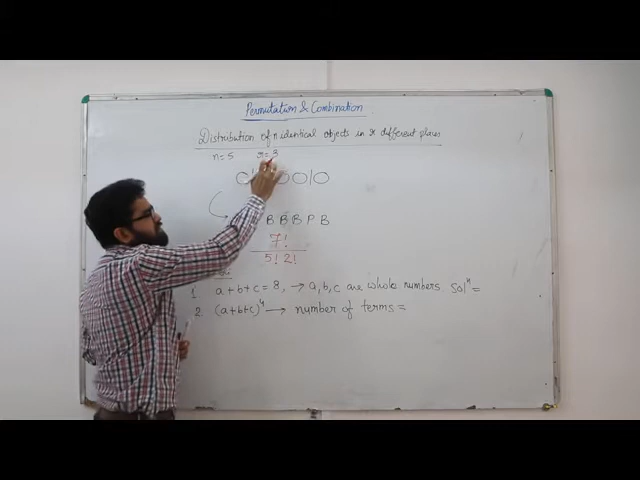 Permutation & Combination
Distribution of n identical objects in r different
n = 5 r = 3
O O | O
B B B P B
7!
5! 2!
1. a + b + c = 8, → a, b, c are whole numbers. Solⁿ =
2. (a + b + c)⁴ → number of terms =